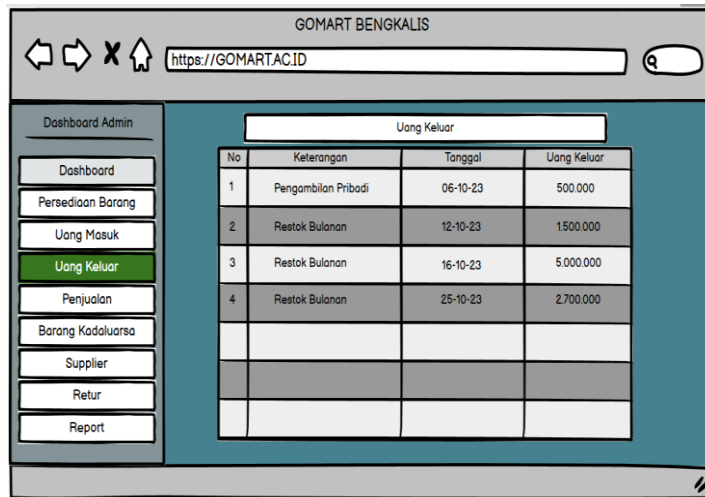 GOMART BENGKALIS
https://GOMART.AC.ID
Dashboard Admin
Dashboard
Persediaan Barang
Uang Masuk
Uang Keluar
Penjualan
Barang Kadaluarsa
Supplier
Retur
Report
Uang Keluar
No Keterangan Tanggal Uang Keluar
1 Pengambilan Pribadi 06-10-23 500.000
2 Restok Bulanan 12-10-23 1.500.000
3 Restok Bulanan 16-10-23 5.000.000
4 Restok Bulanan 25-10-23 2.700.000